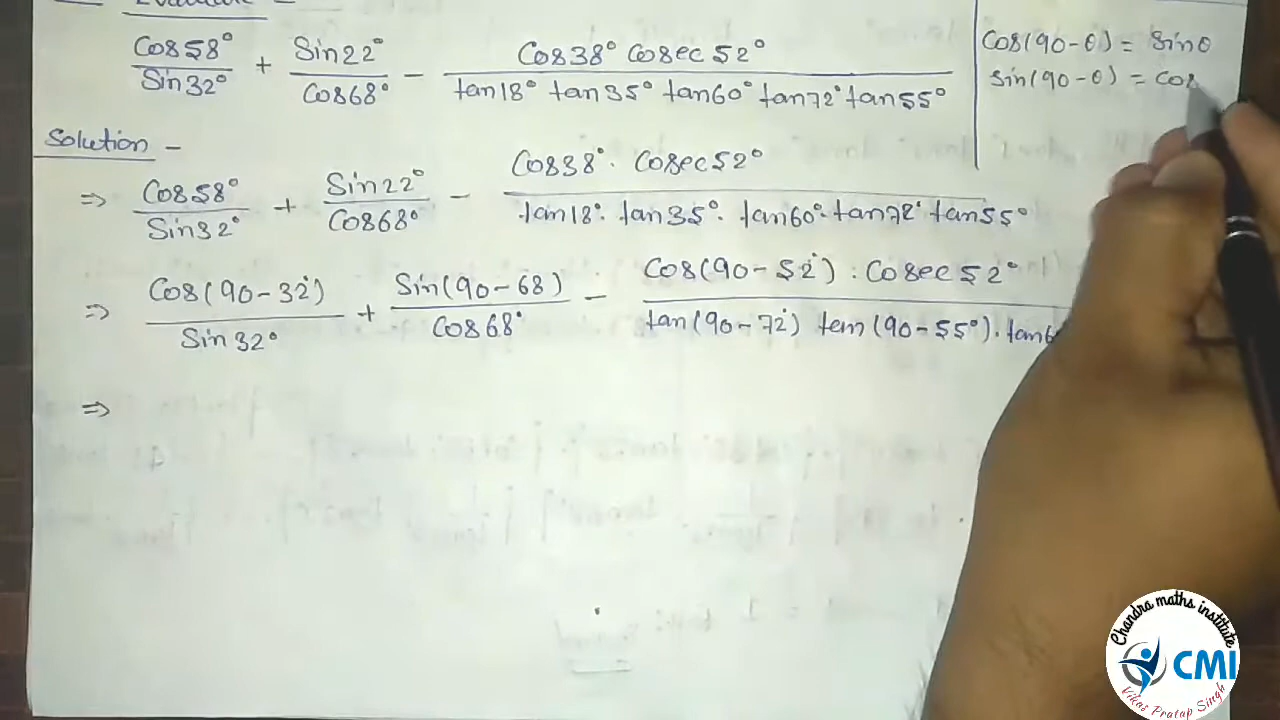 Evaluate -
Cos58°/Sin32° + Sin22°/Cos68° - Cos38° Cosec52°/tan18° tan35° tan60° tan72° tan55°
Cos(90-θ) = Sinθ
Sin(90-θ) = Cos
Solution -
⇒ Cos58°/Sin32° + Sin22°/Cos68° - Cos38°. Cosec52°/tan18°. tan35°. tan60°. tan72° tan55°
⇒ Cos(90-32°)/Sin32° + Sin(90-68)/Cos68° - Cos(90-52°). Cosec52°/tan(90-72°) tan(90-55°). tan6
⇒
Chandra maths institute
CMI
Vikas Pratap Singh